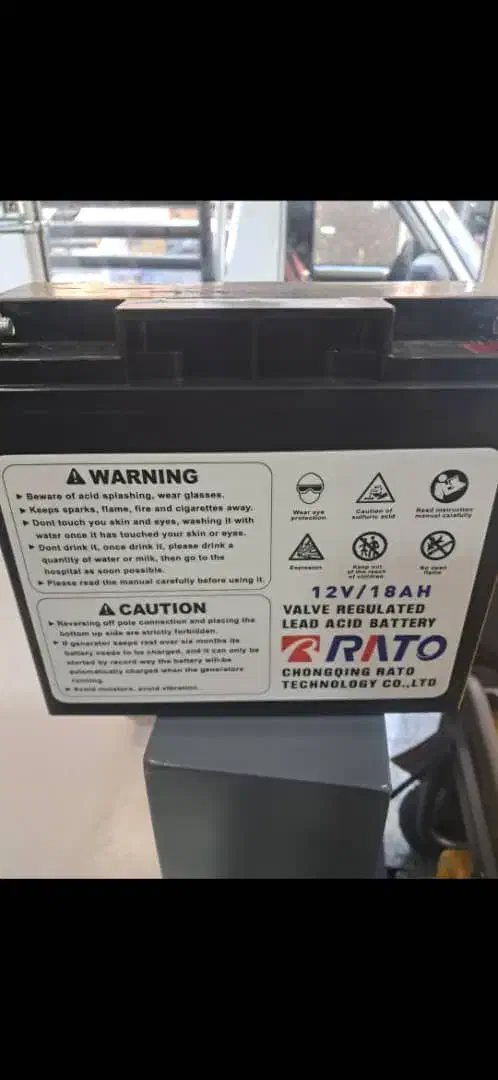 WARNING
Beware of acid splashing, wear glasses.
Keeps sparks, flame, fire and cigarettes away.
Dont touch you skin and eyes, washing it with
water once it has touched your skin or eyes.
Dont drink it, once drink it, please drink a
quantity of water or milk, then go to the
hospital as soon possible.
Please read the manual carefully before using it.
CAUTION
Reversing off pole connection and placing the
bottom up side are strictly forbidden.
If generator keeps rest over six months its
battery needs to be charged, and it can only be
started by record way the battery will be
automatically charged when the generators
running.
Avoid moisture, avoid vibration.
Wear eye
protection
Caution of
sulfuric acid
Read instruction
manual carefully
Explosion
Keep out
of the reach
of children
No open
flame
12V/18AH
VALVE REGULATED
LEAD ACID BATTERY
RATO
CHONGQING RATO
TECHNOLOGY CO.,LTD